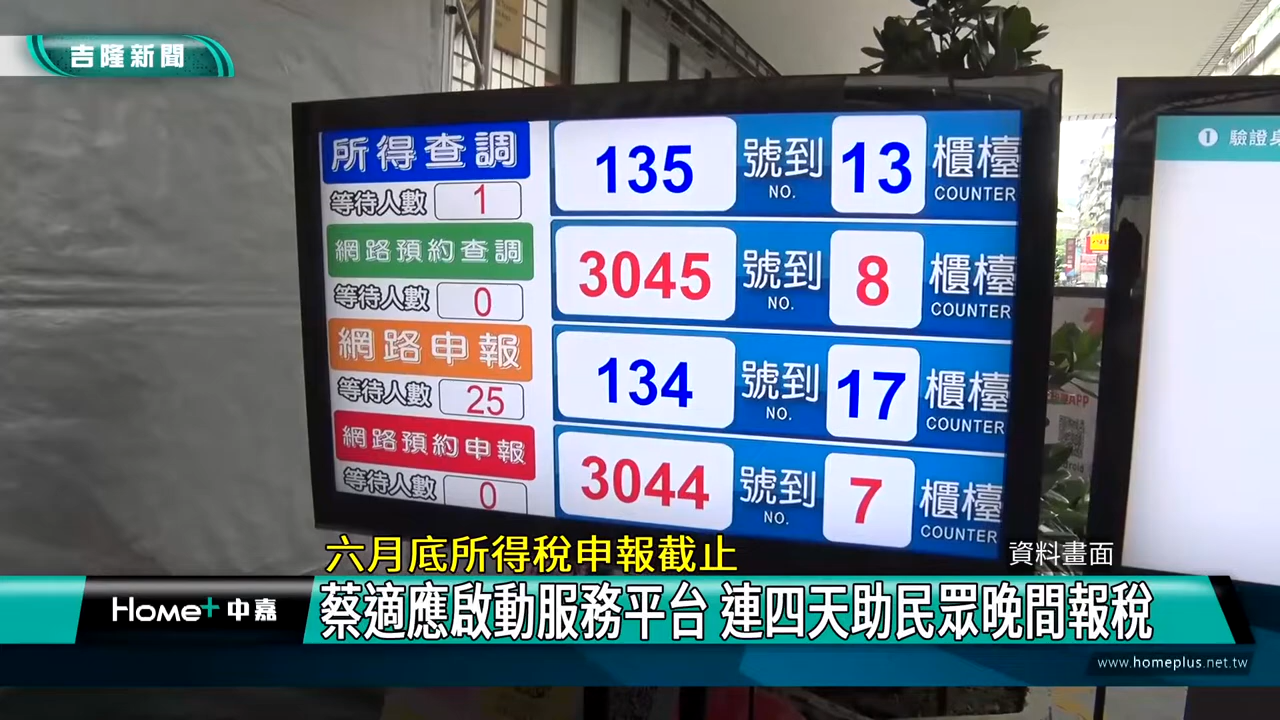 吉隆新聞
所得查調
等待人數 1
網路預約查調
等待人數 0
網路申報
等待人數 25
網路預約申報
等待人數 0
135 號到 NO. 13 櫃檯 COUNTER
3045 號到 NO. 8 櫃檯 COUNTER
134 號到 NO. 17 櫃檯 COUNTER
3044 號到 NO. 7 櫃檯 COUNTER
1 驗證身
APP
六月底所得稅申報截止
資料畫面
Home+ 中嘉
蔡適應啟動服務平台 連四天助民眾晚間報稅
www.homeplus.net.tw